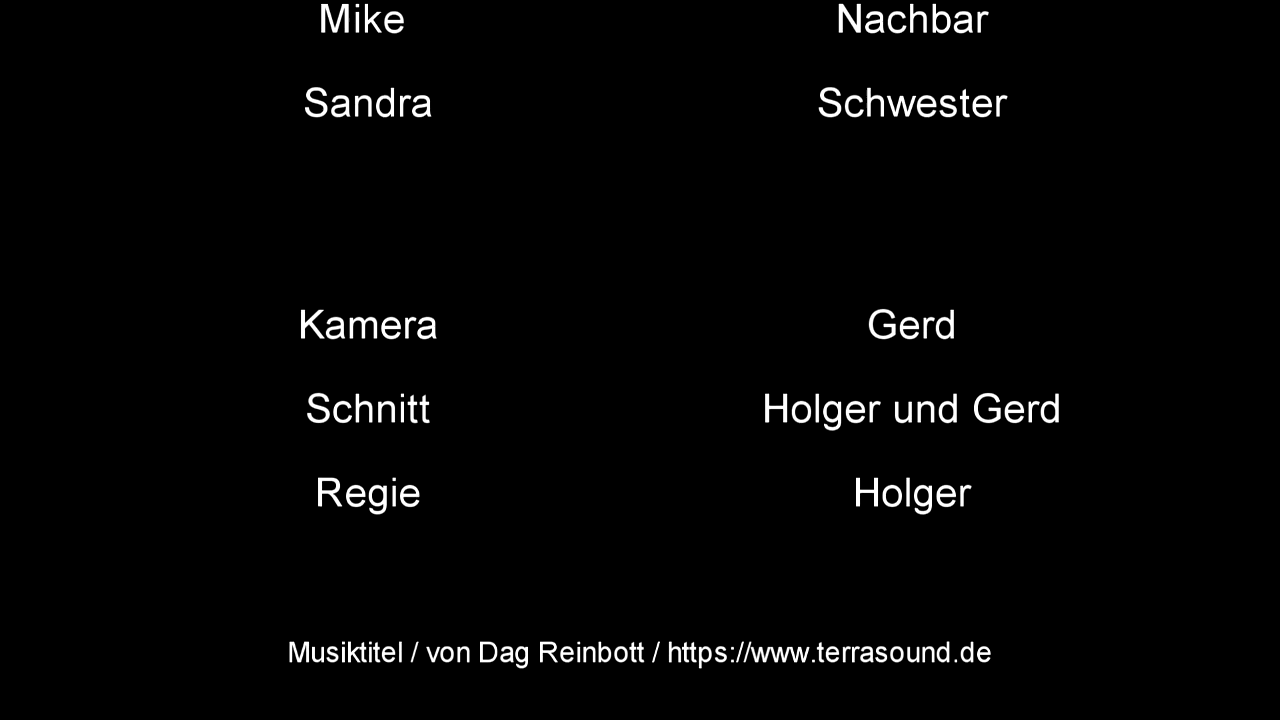 Mike Nachbar
Sandra Schwester
Kamera Gerd
Schnitt Holger und Gerd
Regie Holger
Musiktitel / von Dag Reinbott / https://www.terrasound.de